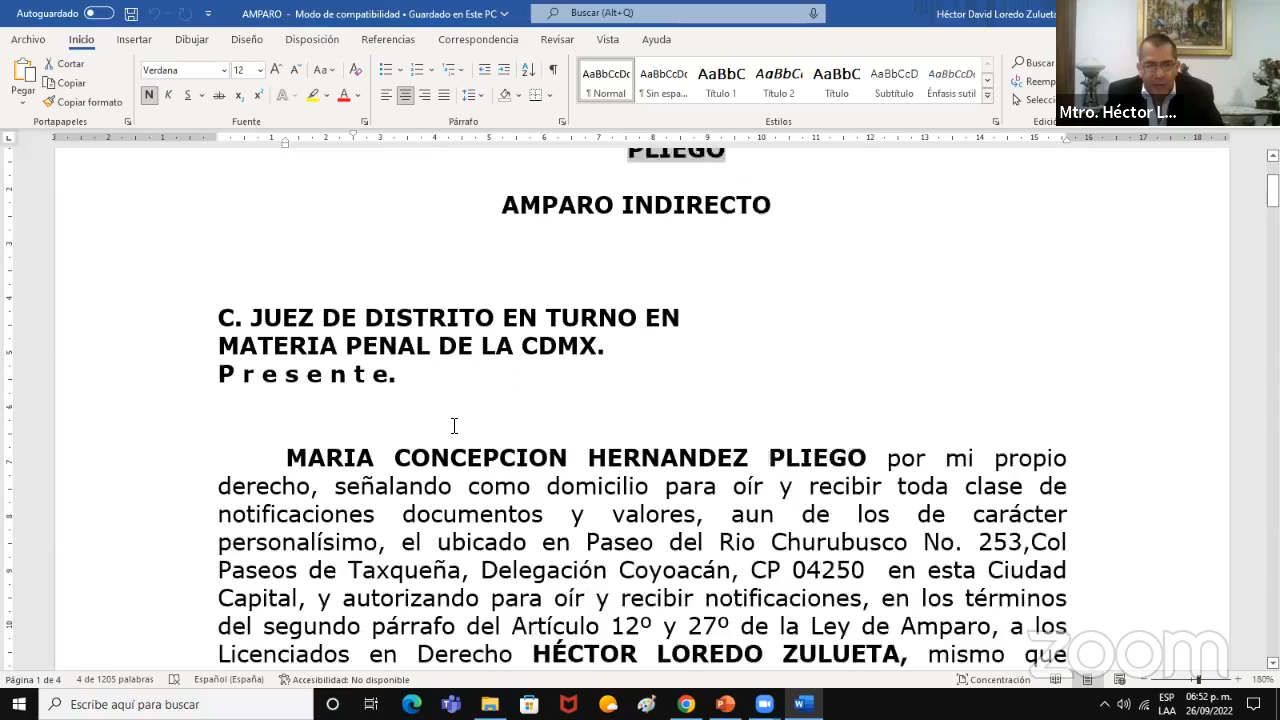 Autoguardado
AMPARO - Modo de compatibilidad • Guardado en Este PC
Buscar (Alt+Q)
Héctor David Loredo Zulueta
Archivo Inicio Insertar Dibujar Diseño Disposición Referencias Correspondencia Revisar Vista Ayuda
Pegar
Cortar
Copiar
Copiar formato
Portapapeles
Verdana 12
N K S
Fuente
Párrafo
AaBbCcDc AaBbCcDc AaBbC AaBbCc AaBbC AaBbCcD AaBbCcDc
¶ Normal ¶ Sin espa... Título 1 Título 2 Título Subtítulo Énfasis sutil
Estilos
Buscar
Reemp
Selecci
Edició
Mtro. Héctor L...
PLIEGO
AMPARO INDIRECTO
C. JUEZ DE DISTRITO EN TURNO EN
MATERIA PENAL DE LA CDMX.
P r e s e n t e.
MARIA CONCEPCION HERNANDEZ PLIEGO por mi propio
derecho, señalando como domicilio para oír y recibir toda clase de
notificaciones documentos y valores, aun de los de carácter
personalísimo, el ubicado en Paseo del Rio Churubusco No. 253,Col
Paseos de Taxqueña, Delegación Coyoacán, CP 04250 en esta Ciudad
Capital, y autorizando para oír y recibir notificaciones, en los términos
del segundo párrafo del Artículo 12º y 27º de la Ley de Amparo, a los
Licenciados en Derecho HÉCTOR LOREDO ZULUETA, mismo que
zoom
Página 1 de 4 4 de 1205 palabras Español (España) Accesibilidad: No disponible
Concentración 180%
Escribe aquí para buscar
ESP
LAA
06:52 p. m.
26/09/2022